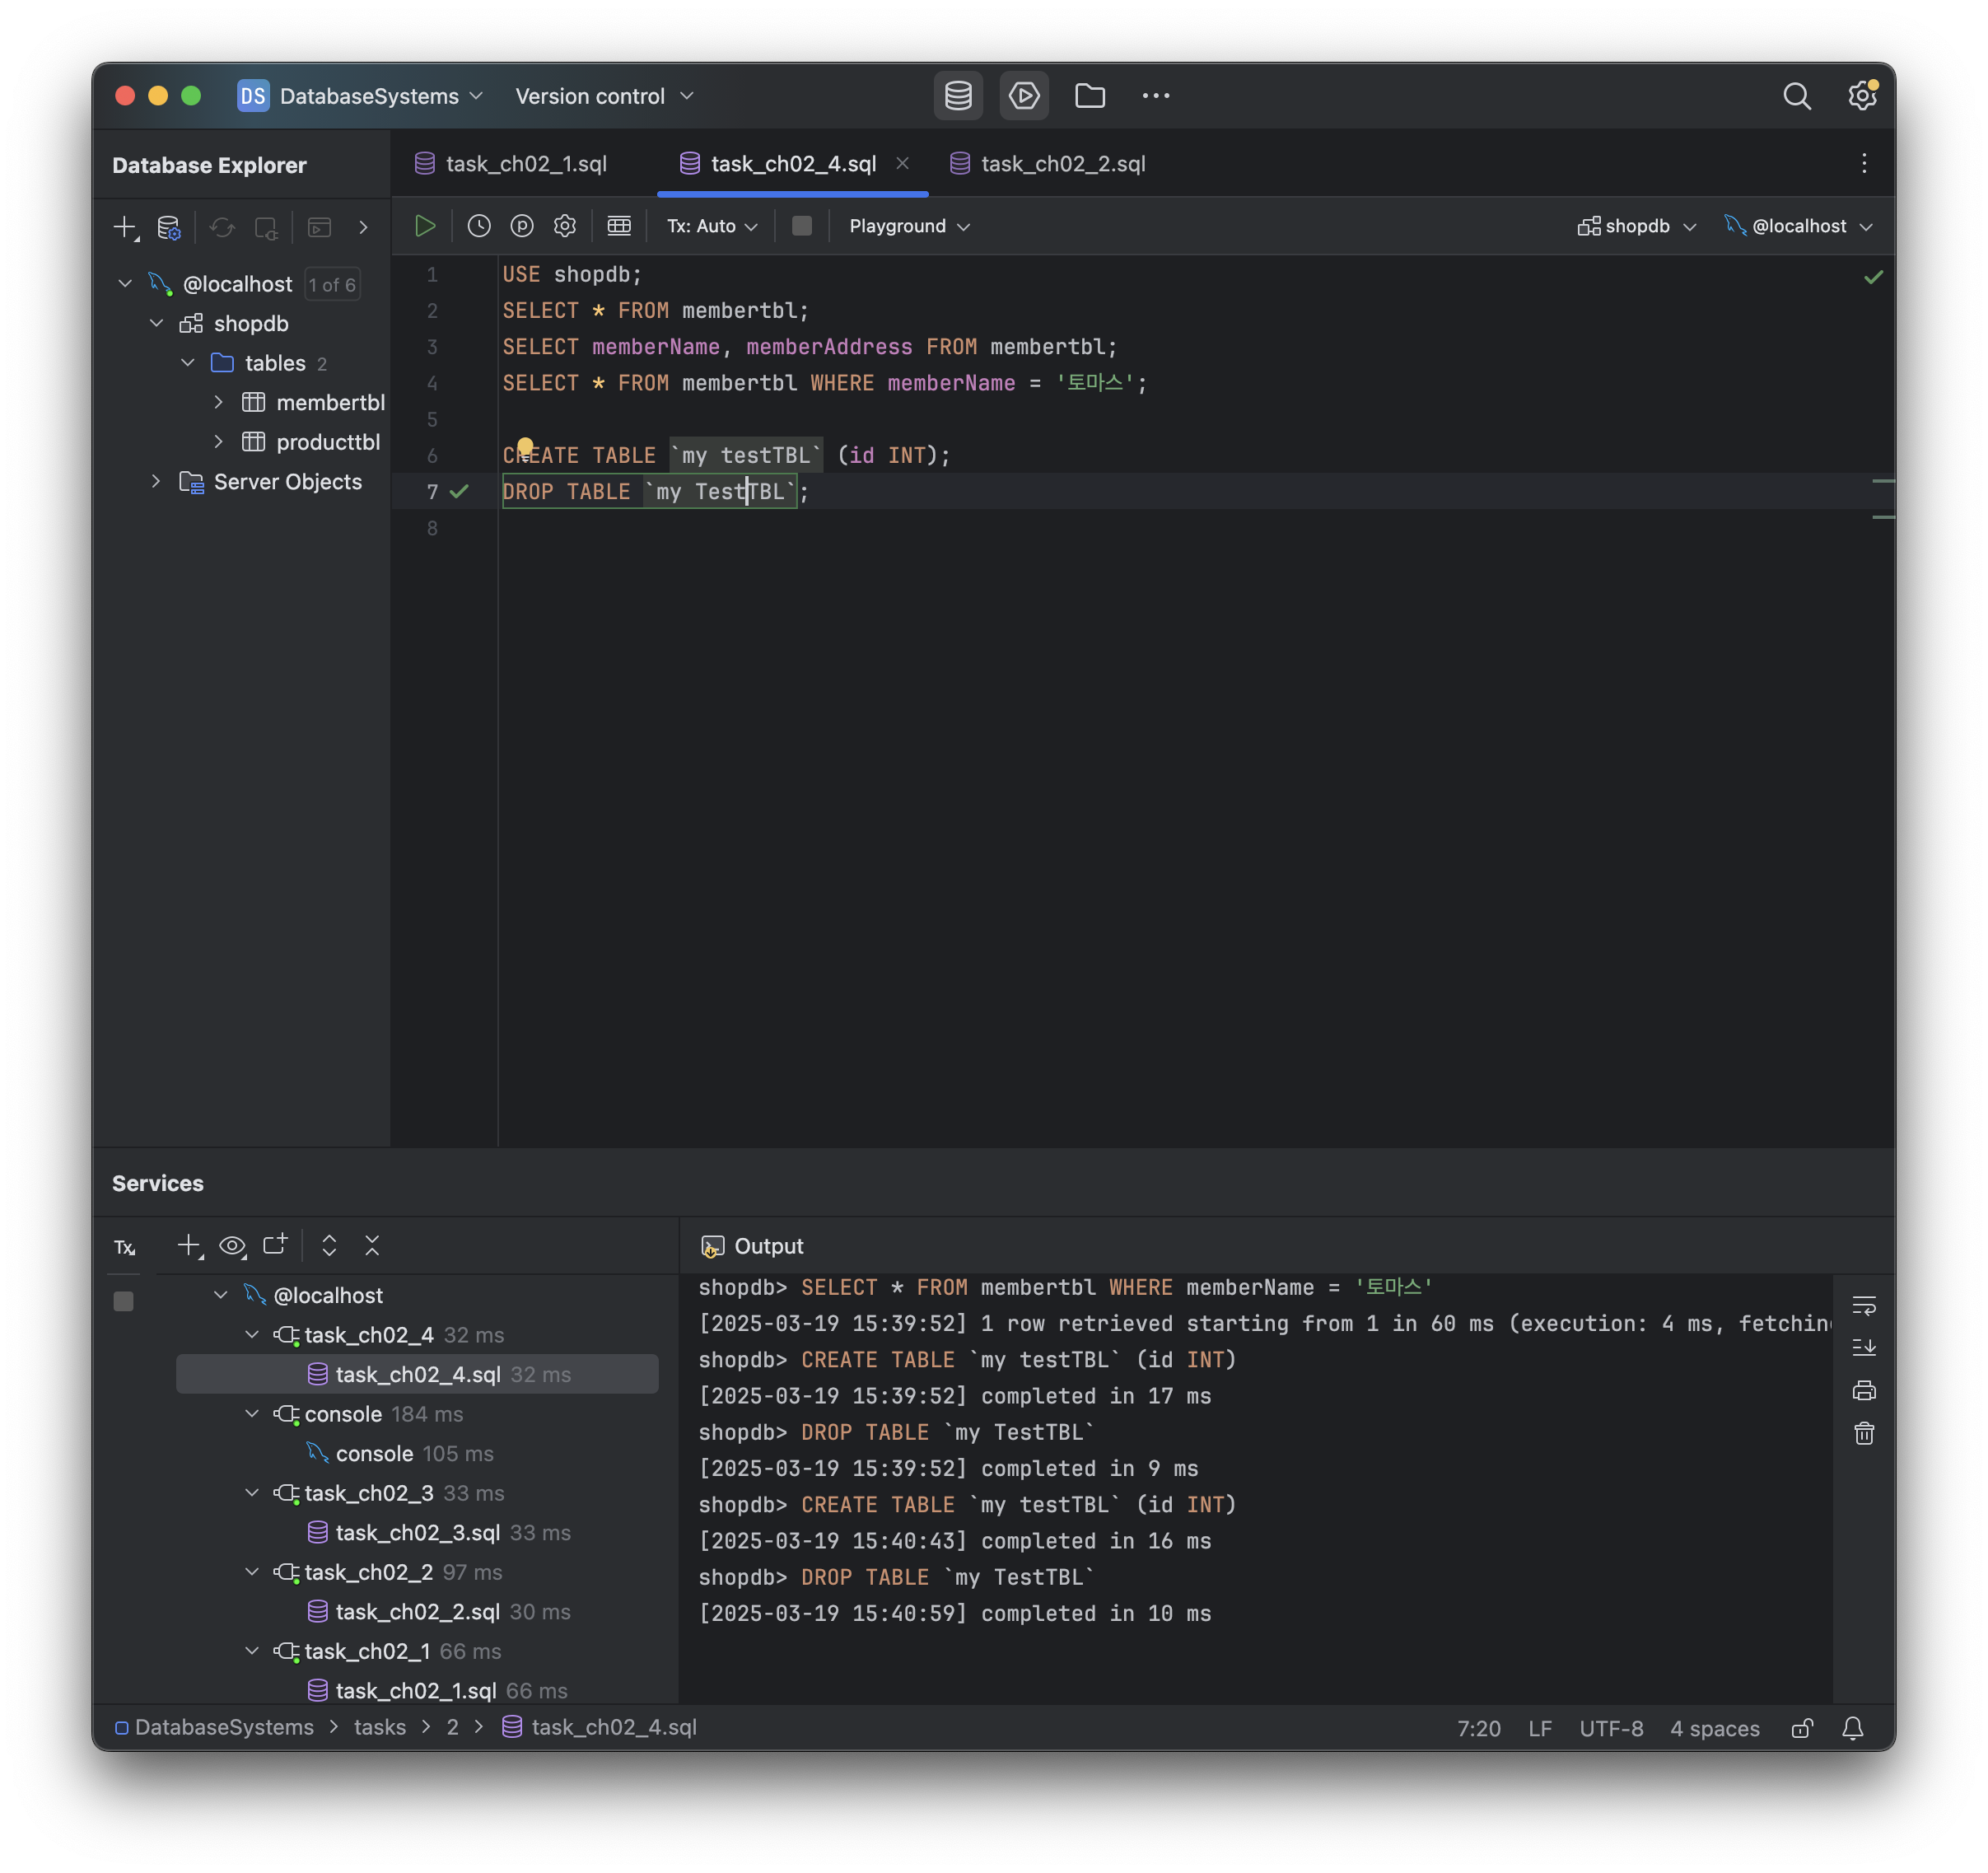 DS DatabaseSystems Version control
Database Explorer
task_ch02_1.sql task_ch02_4.sql task_ch02_2.sql
Tx: Auto Playground shopdb @localhost
@localhost 1 of 6
shopdb
tables 2
membertbl
producttbl
Server Objects
1 USE shopdb;
2 SELECT * FROM membertbl;
3 SELECT memberName, memberAddress FROM membertbl;
4 SELECT * FROM membertbl WHERE memberName = '토마스';
5
6 CREATE TABLE `my testTBL` (id INT);
7 DROP TABLE `my TestTBL`;
8
Services
Tx
@localhost
task_ch02_4 32 ms
task_ch02_4.sql 32 ms
console 184 ms
console 105 ms
task_ch02_3 33 ms
task_ch02_3.sql 33 ms
task_ch02_2 97 ms
task_ch02_2.sql 30 ms
task_ch02_1 66 ms
task_ch02_1.sql 66 ms
Output
shopdb> SELECT * FROM membertbl WHERE memberName = '토마스'
[2025-03-19 15:39:52] 1 row retrieved starting from 1 in 60 ms (execution: 4 ms, fetchin
shopdb> CREATE TABLE `my testTBL` (id INT)
[2025-03-19 15:39:52] completed in 17 ms
shopdb> DROP TABLE `my TestTBL`
[2025-03-19 15:39:52] completed in 9 ms
shopdb> CREATE TABLE `my testTBL` (id INT)
[2025-03-19 15:40:43] completed in 16 ms
shopdb> DROP TABLE `my TestTBL`
[2025-03-19 15:40:59] completed in 10 ms
DatabaseSystems > tasks > 2 > task_ch02_4.sql 7:20 LF UTF-8 4 spaces